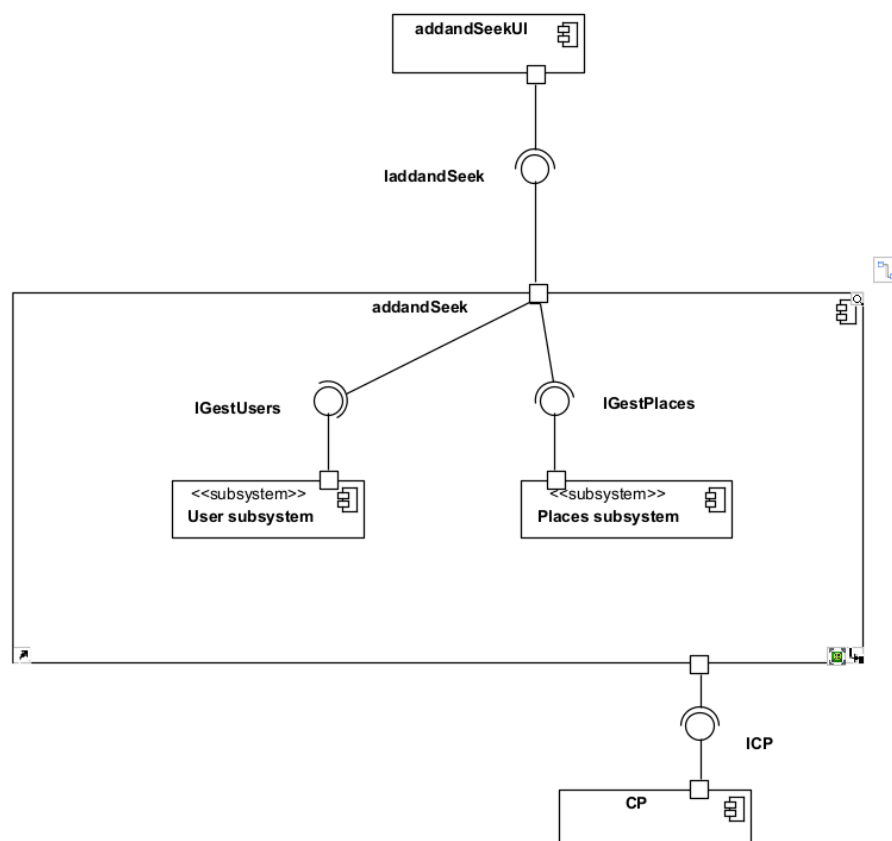 addandSeekUI
IaddandSeek
addandSeek
IGestUsers
IGestPlaces
<<subsystem>>
User subsystem
<<subsystem>>
Places subsystem
ICP
CP